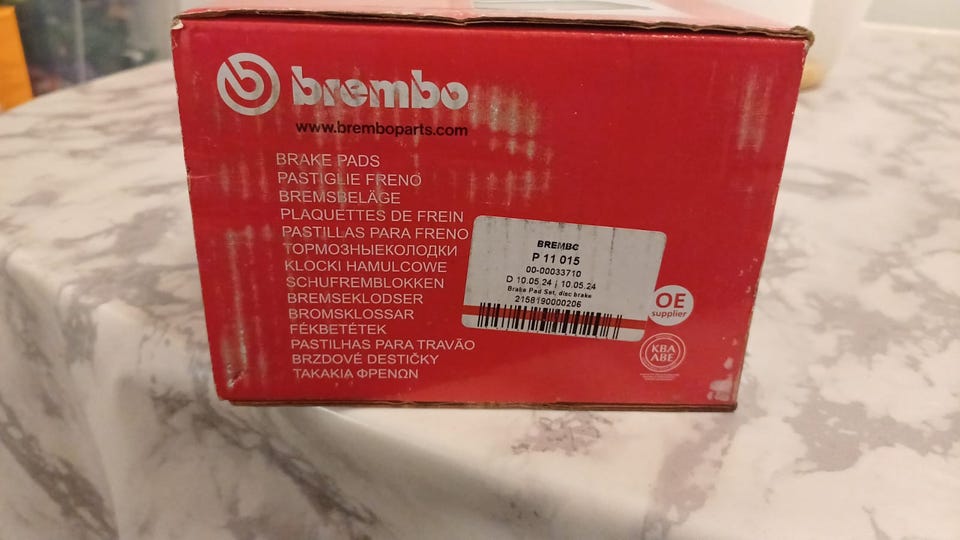 brembo
www.bremboparts.com
BRAKE PADS
PASTIGLIE FRENO
BREMSBELÄGE
PLAQUETTES DE FREIN
PASTILLAS PARA FRENO
ТОРМОЗНЫЕКОЛОДКИ
KLOCKI HAMULCOWE
SCHUFREMBLOKKEN
BREMSEKLODSER
BROMSKLOSSAR
FÉKBETÉTEK
PASTILHAS PARA TRAVÃO
BRZDOVÉ DESTIČKY
ΤΑΚΑΚΙΑ ΦΡΕΝΩΝ
BREMBO
P 11 015
00-00033710
D 10.05.24 | 10.05.24
Brake Pad Set, disc brake
2158190000206
OE
supplier
KBA
ABE